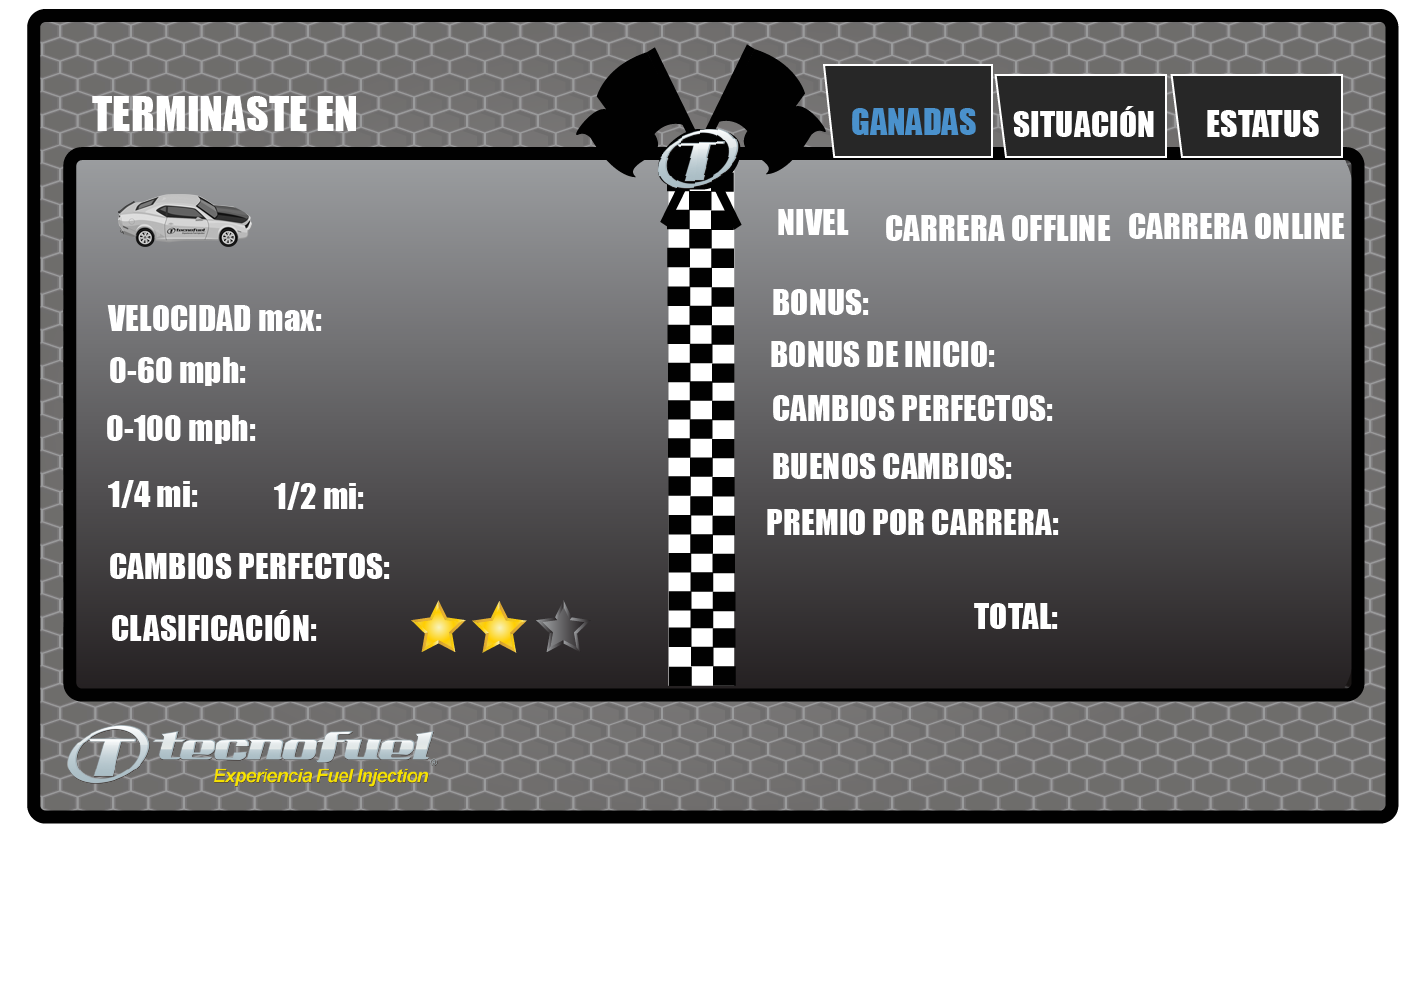 TERMINASTE EN
GANADAS
SITUACIÓN
ESTATUS
T
tecnofuel
VELOCIDAD max:
0-60 mph:
0-100 mph:
1/4 mi: 1/2 mi:
CAMBIOS PERFECTOS:
CLASIFICACIÓN:
NIVEL CARRERA OFFLINE CARRERA ONLINE
BONUS:
BONUS DE INICIO:
CAMBIOS PERFECTOS:
BUENOS CAMBIOS:
PREMIO POR CARRERA:
TOTAL:
T tecnofuel
Experiencia Fuel Injection